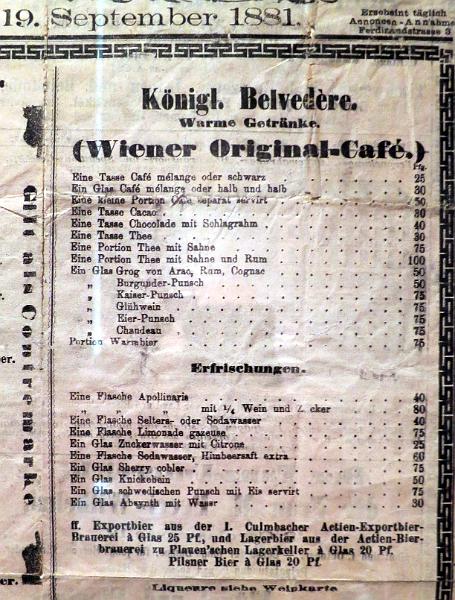 19. September 1881.
Erscheint täglich
Annoncen-Annahme
Ferdinandstrasse 3
Königl. Belvedère.
Warme Getränke.
(Wiener Original-Café.)
Pfg.
Eine Tasse Café mélange oder schwarz 25
Ein Glas Café mélange oder halb und halb 30
Eine kleine Portion Café separat servirt 50
Eine Tasse Cacao 30
Eine Tasse Chocolade mit Schlagrahm 40
Eine Tasse Thee 30
Eine Portion Thee mit Sahne 75
Eine Portion Thee mit Sahne und Rum 100
Ein Glas Grog von Arac, Rum, Cognac 50
„ Burgunder-Punsch 50
„ Kaiser-Punsch 75
„ Glühwein 75
„ Eier-Punsch 75
„ Chaudeau 75
Portion Warmbier 75
Erfrischungen.
Eine Flasche Apollinaris 40
„ „ „ mit ¼ Wein und Zucker 80
Eine Flasche Selters- oder Sodawasser 40
Eine Flasche Limonade gazeuse 75
Ein Glas Zuckerwasser mit Citrone 25
Eine Flasche Sodawasser, Himbeersaft extra 60
Ein Glas Sherry cobler 75
Ein Glas Knickebein 50
Ein Glas schwedischen Punsch mit Eis servirt 75
Ein Glas Absynth mit Wasser 30
ff. Exportbier aus der I. Culmbacher Actien-Exportbier-
Brauerei à Glas 25 Pf., und Lagerbier aus der Actien-Bier-
brauerei zu Plauen'schen Lagerkeller à Glas 20 Pf.
Pilsner Bier à Glas 20 Pf.
Liqueure siehe Weinkarte
Gilt als Contremarke
er.
er.